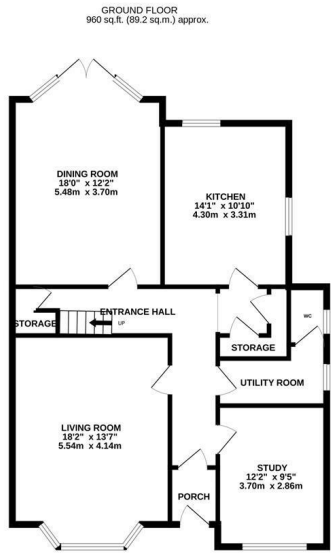 GROUND FLOOR
960 sq.ft. (89.2 sq.m.) approx.
DINING ROOM
18'0" x 12'2"
5.48m x 3.70m
KITCHEN
14'1" x 10'10"
4.30m x 3.31m
ENTRANCE HALL
STORAGE
UP
WC
STORAGE
UTILITY ROOM
LIVING ROOM
18'2" x 13'7"
5.54m x 4.14m
STUDY
12'2" x 9'5"
3.70m x 2.86m
PORCH